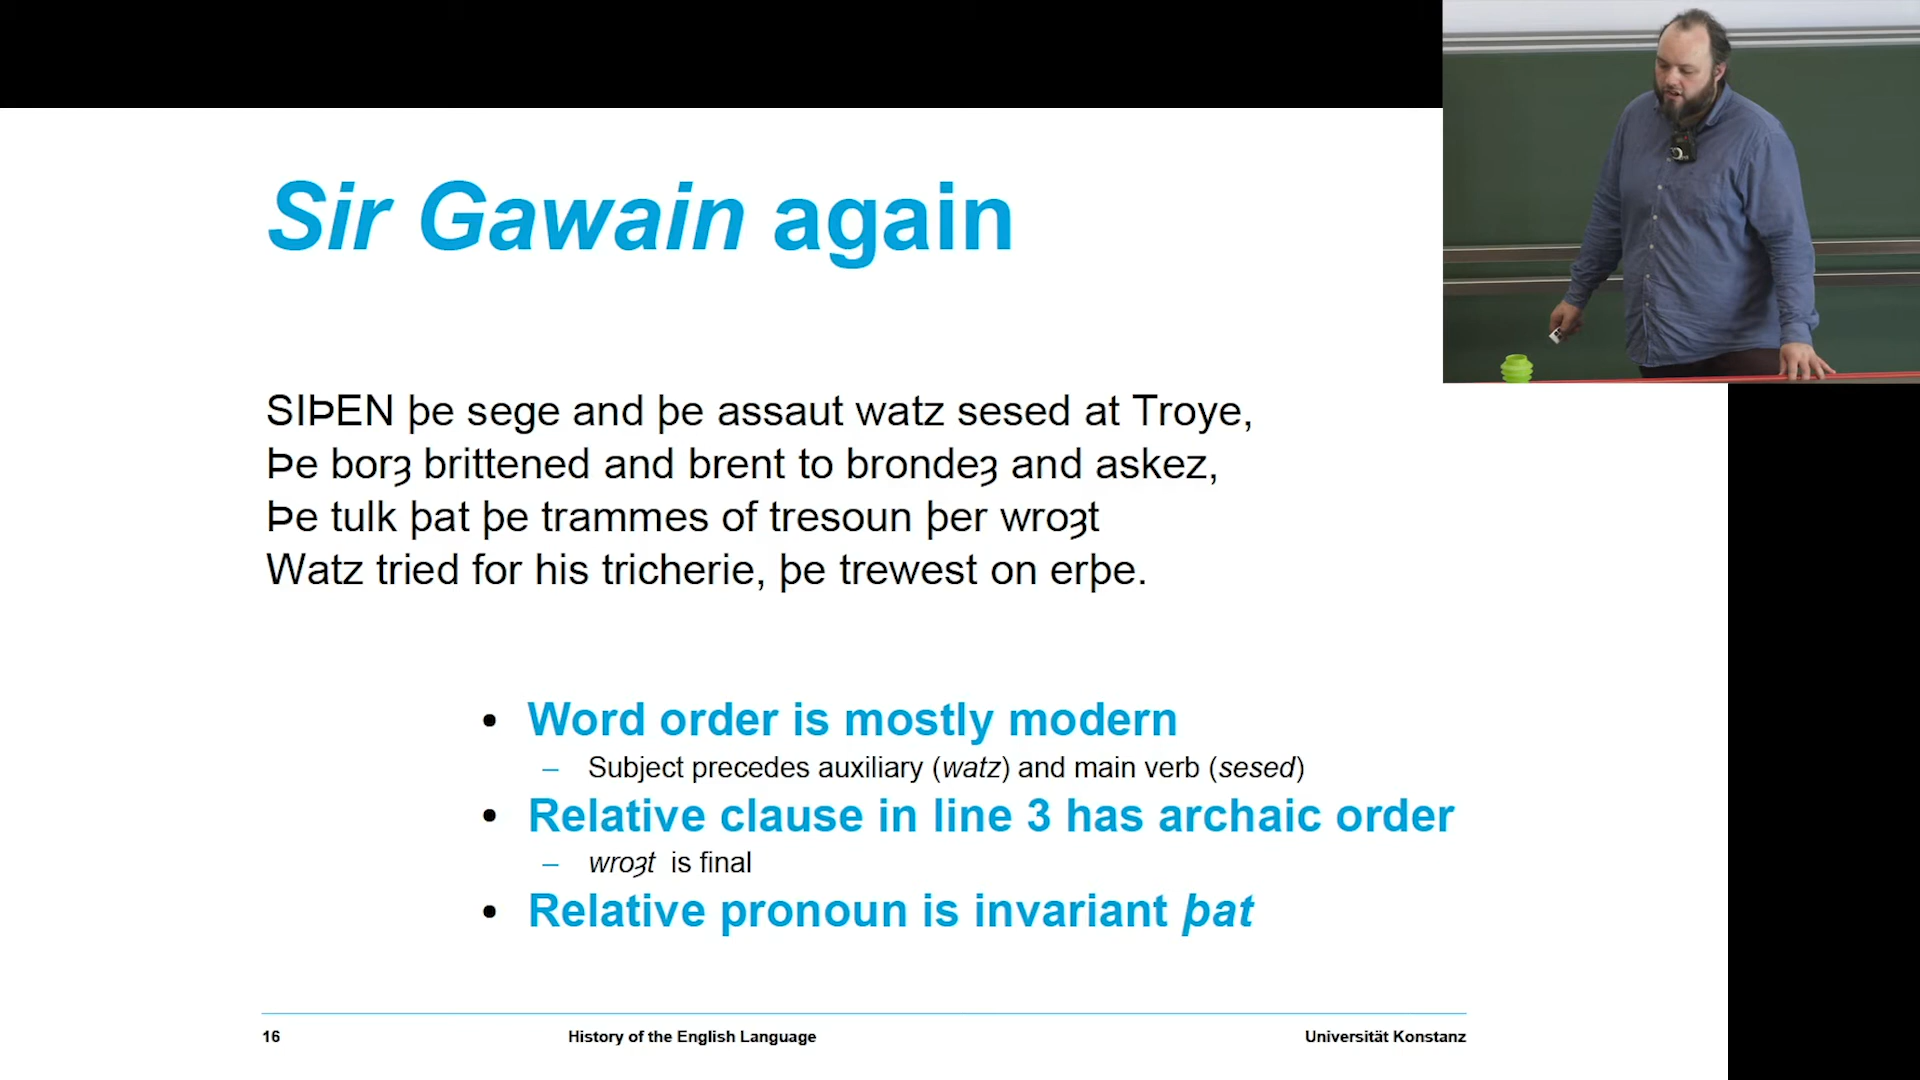 Sir Gawain again
SIÞEN þe sege and þe assaut watz sesed at Troye,
Þe borȝ brittened and brent to brondeȝ and askez,
Þe tulk þat þe trammes of tresoun þer wroȝt
Watz tried for his tricherie, þe trewest on erþe.
• Word order is mostly modern
– Subject precedes auxiliary (watz) and main verb (sesed)
• Relative clause in line 3 has archaic order
– wroȝt is final
• Relative pronoun is invariant þat
16 History of the English Language Universität Konstanz